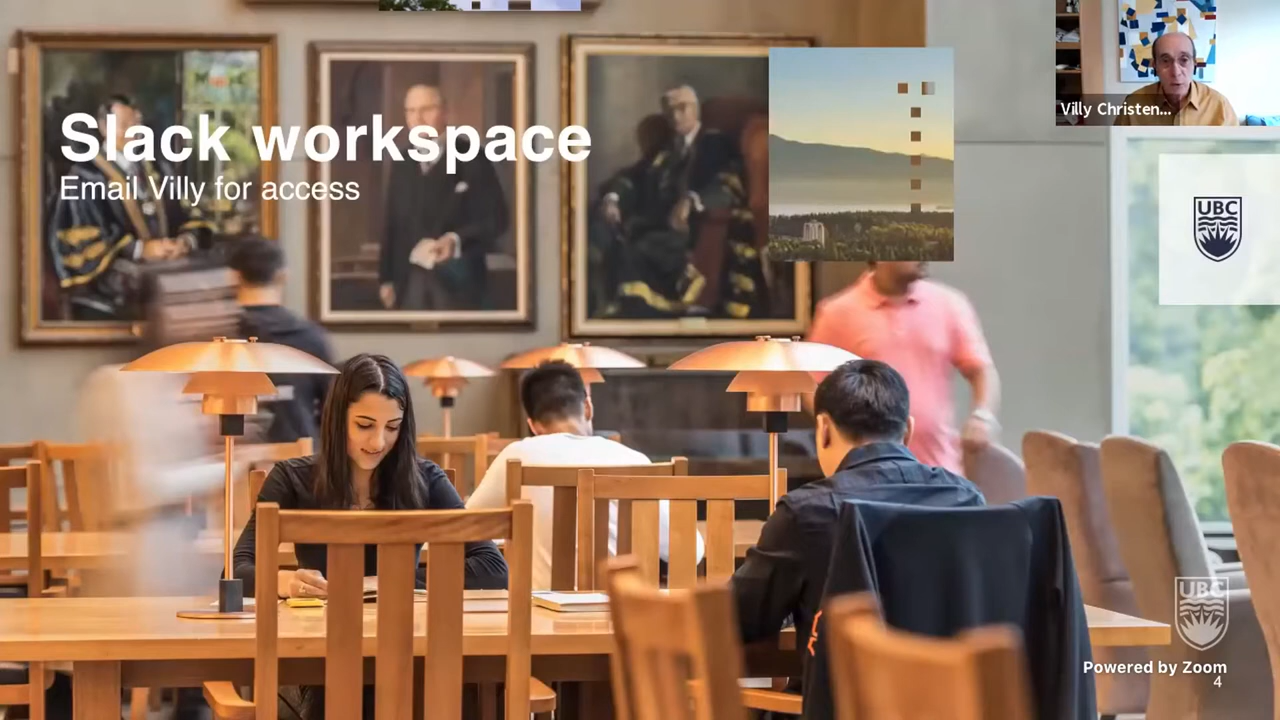 Slack workspace
Email Villy for access
Villy Christen...
UBC
UBC
Powered by Zoom
4